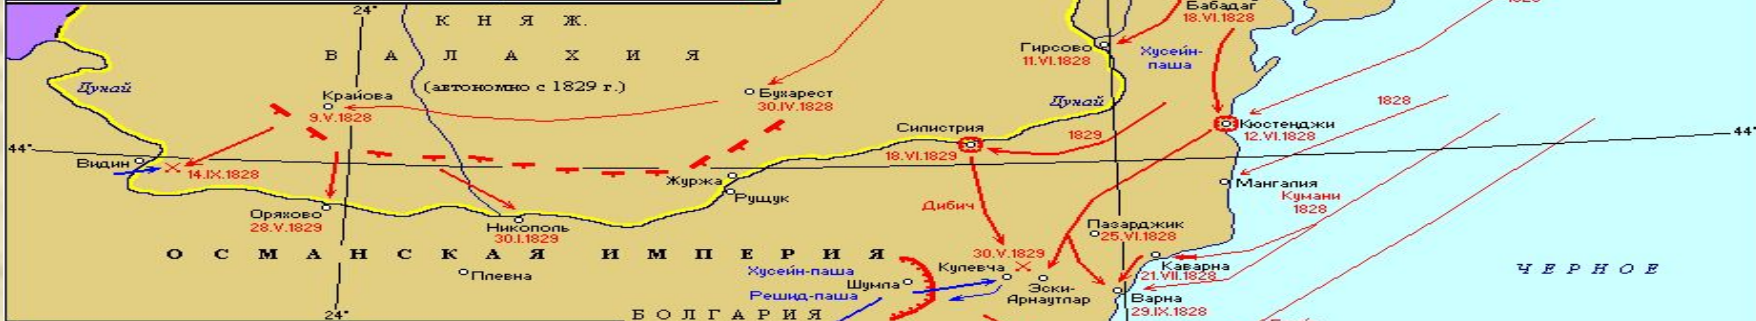 24°
К Н Я Ж.
В А Л А Х И Я
(автономно с 1829 г.)
Дунай
Крайова
9.V.1828
Бухарест
30.IV.1828
Гирсово
11.VI.1828
Бабадаг
18.VI.1828
Хусейн-
паша
Дунай
1828
Силистрия
18.VI.1829
1829
Кюстенджи
12.VI.1828
44°
44°
Видин
14.IX.1828
Журжа
Рущук
Мангалия
Кумани
1828
Оряхово
28.V.1829
Никополь
30.I.1829
Дибич
Пазарджик
25.VI.1828
О С М А Н С К А Я И М П Е Р И Я
Плевна
Хусейн-паша
Решид-паша
Шумла
30.V.1829
Кулевча
Эски-
Арнаутлар
Каварна
21.VII.1828
Варна
29.IX.1828
Ч Е Р Н О Е
24°
Б О Л Г А Р И Я